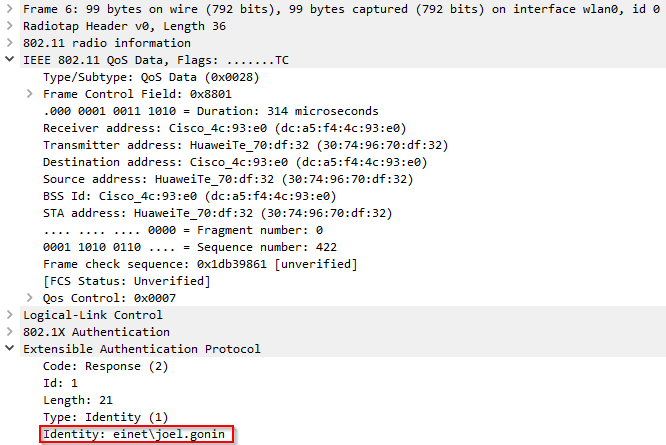 Frame 6: 99 bytes on wire (792 bits), 99 bytes captured (792 bits) on interface wlan0, id 0
Radiotap Header v0, Length 36
802.11 radio information
IEEE 802.11 QoS Data, Flags: .......TC
Type/Subtype: QoS Data (0x0028)
Frame Control Field: 0x8801
.000 0001 0011 1010 = Duration: 314 microseconds
Receiver address: Cisco_4c:93:e0 (dc:a5:f4:4c:93:e0)
Transmitter address: HuaweiTe_70:df:32 (30:74:96:70:df:32)
Destination address: Cisco_4c:93:e0 (dc:a5:f4:4c:93:e0)
Source address: HuaweiTe_70:df:32 (30:74:96:70:df:32)
BSS Id: Cisco_4c:93:e0 (dc:a5:f4:4c:93:e0)
STA address: HuaweiTe_70:df:32 (30:74:96:70:df:32)
.... .... .... 0000 = Fragment number: 0
0001 1010 0110 .... = Sequence number: 422
Frame check sequence: 0x1db39861 [unverified]
[FCS Status: Unverified]
Qos Control: 0x0007
Logical-Link Control
802.1X Authentication
Extensible Authentication Protocol
Code: Response (2)
Id: 1
Length: 21
Type: Identity (1)
Identity: einet\joel.gonin